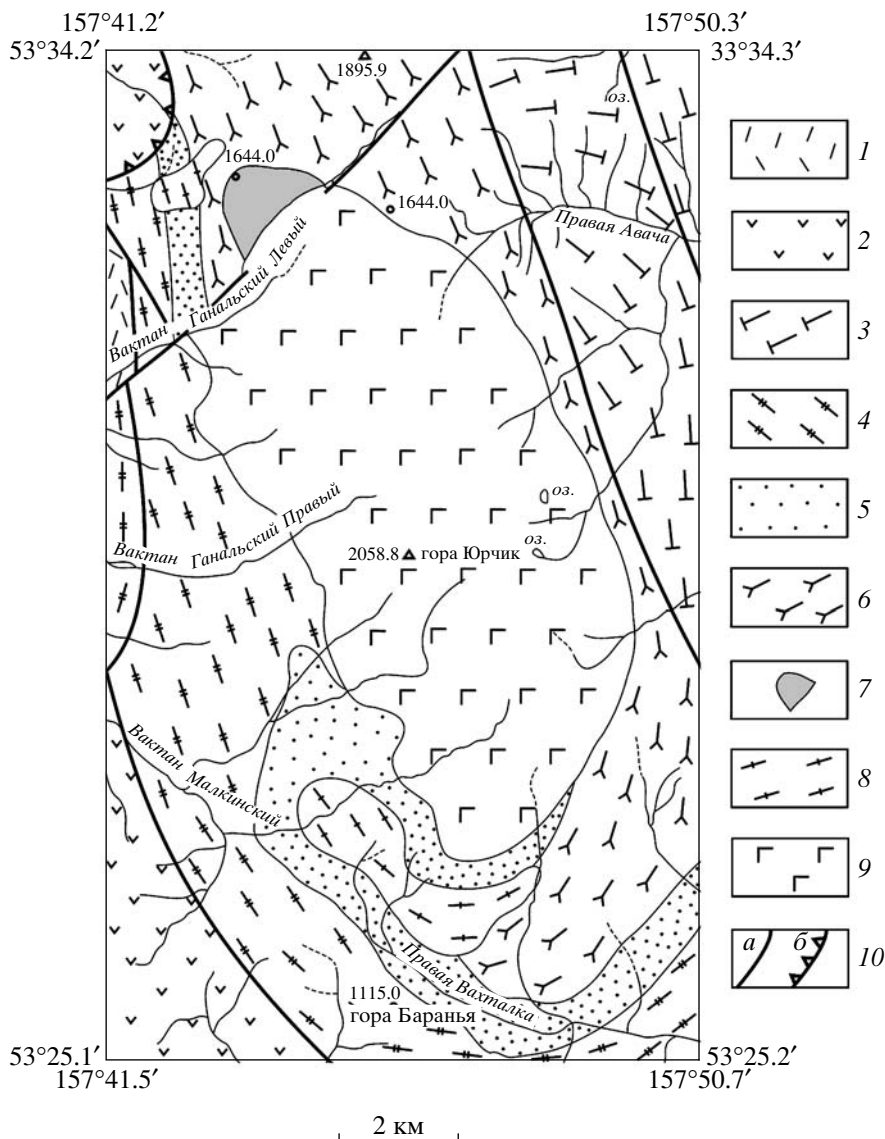 157°41.2′
157°50.3′
53°34.2′
33°34.3′
1895.9
оз.
1
1644.0
1644.0
Правая Авача
2
Вактан Ганальский Левый
3
4
оз.
5
Вактан Ганальский Правый
оз.
2058.8 гора Юрчик
6
7
Вактан Малкинский
8
9
Правая Вахталка
а б 10
1115.0
гора Баранья
53°25.1′
53°25.2′
157°41.5′
157°50.7′
2 км